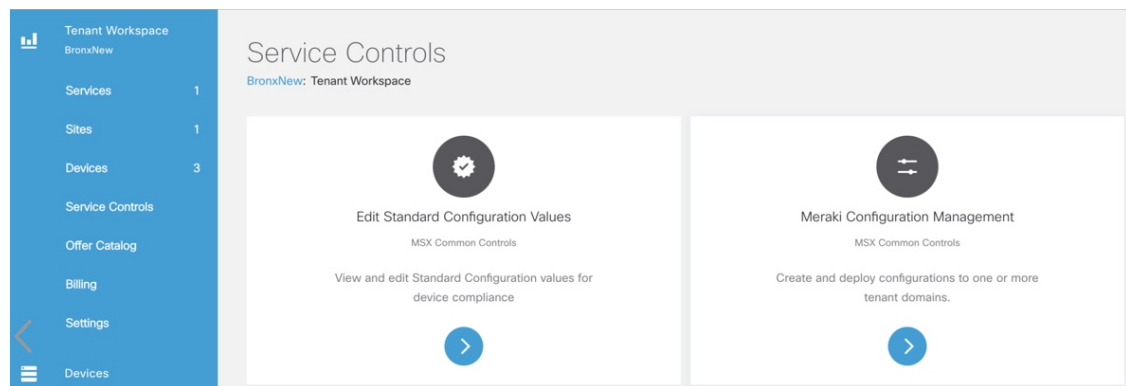 Tenant Workspace
BronxNew
Services 1
Sites 1
Devices 3
Service Controls
Offer Catalog
Billing
Settings
Devices
Service Controls
BronxNew: Tenant Workspace
Edit Standard Configuration Values
MSX Common Controls
View and edit Standard Configuration values for
device compliance
Meraki Configuration Management
MSX Common Controls
Create and deploy configurations to one or more
tenant domains.